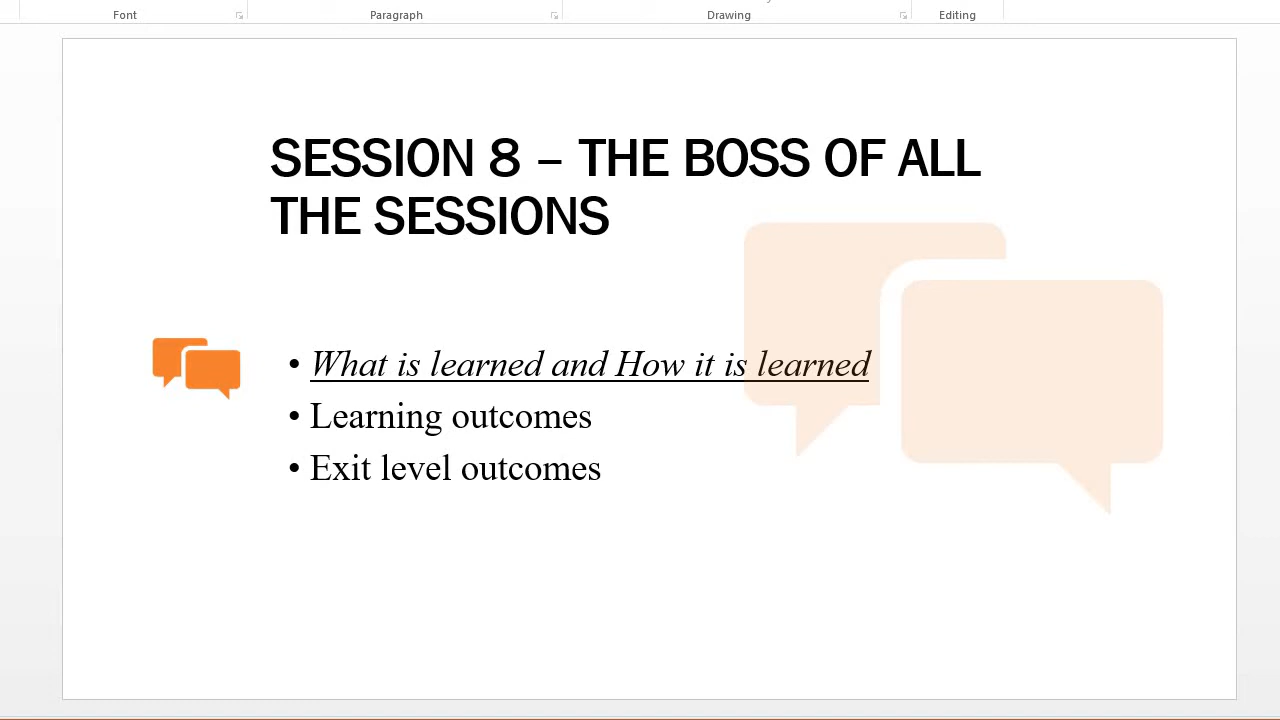 Font
Paragraph
Drawing
Editing
SESSION 8 – THE BOSS OF ALL
THE SESSIONS
• What is learned and How it is learned
• Learning outcomes
• Exit level outcomes